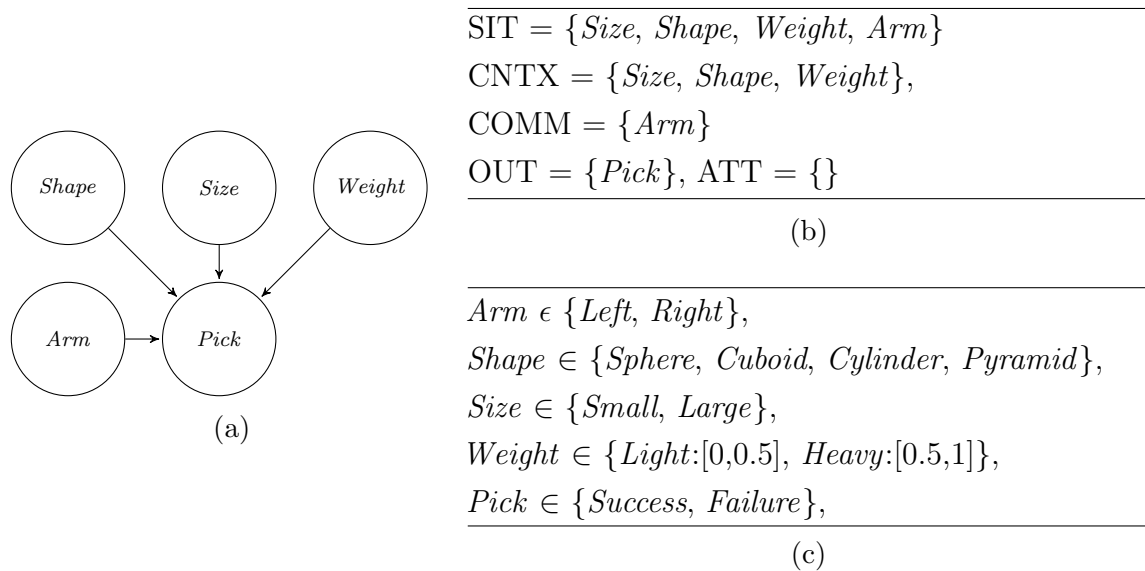 Shape
Size
Weight
Arm
Pick
(a)
SIT = {Size, Shape, Weight, Arm}
CNTX = {Size, Shape, Weight},
COMM = {Arm}
OUT = {Pick}, ATT = {}
(b)
Arm ϵ {Left, Right},
Shape ∈ {Sphere, Cuboid, Cylinder, Pyramid},
Size ∈ {Small, Large},
Weight ∈ {Light:[0,0.5], Heavy:[0.5,1]},
Pick ∈ {Success, Failure},
(c)